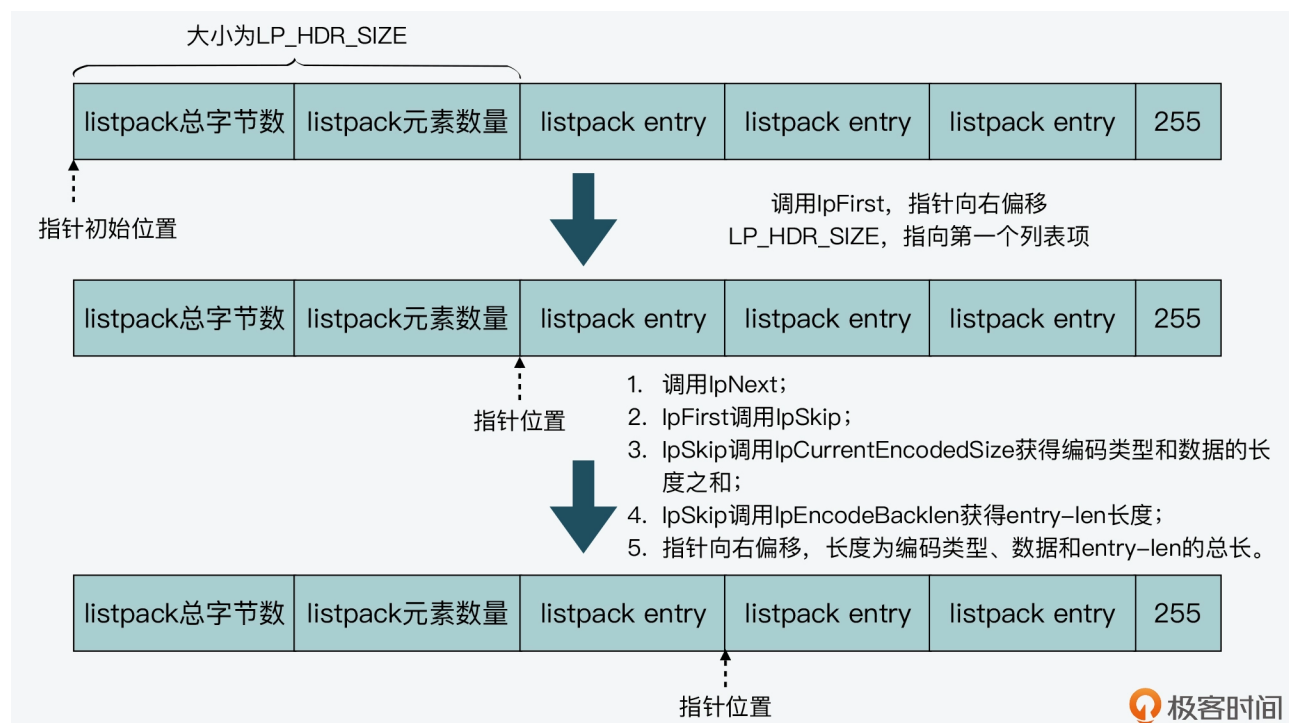 大小为LP_HDR_SIZE
listpack总字节数 listpack元素数量 listpack entry listpack entry listpack entry 255
指针初始位置
调用lpFirst，指针向右偏移
LP_HDR_SIZE，指向第一个列表项
listpack总字节数 listpack元素数量 listpack entry listpack entry listpack entry 255
指针位置
1. 调用lpNext；
2. lpFirst调用lpSkip；
3. lpSkip调用lpCurrentEncodedSize获得编码类型和数据的长
度之和；
4. lpSkip调用lpEncodeBacklen获得entry-len长度；
5. 指针向右偏移，长度为编码类型、数据和entry-len的总长。
listpack总字节数 listpack元素数量 listpack entry listpack entry listpack entry 255
指针位置
极客时间